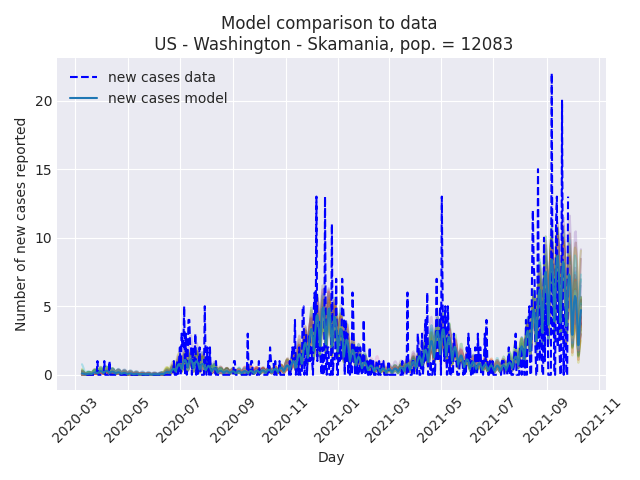 Model comparison to data
US - Washington - Skamania, pop. = 12083
new cases data
new cases model
Number of new cases reported
20
15
10
5
0
2020-03
2020-05
2020-07
2020-09
2020-11
2021-01
2021-03
2021-05
2021-07
2021-09
2021-11
Day